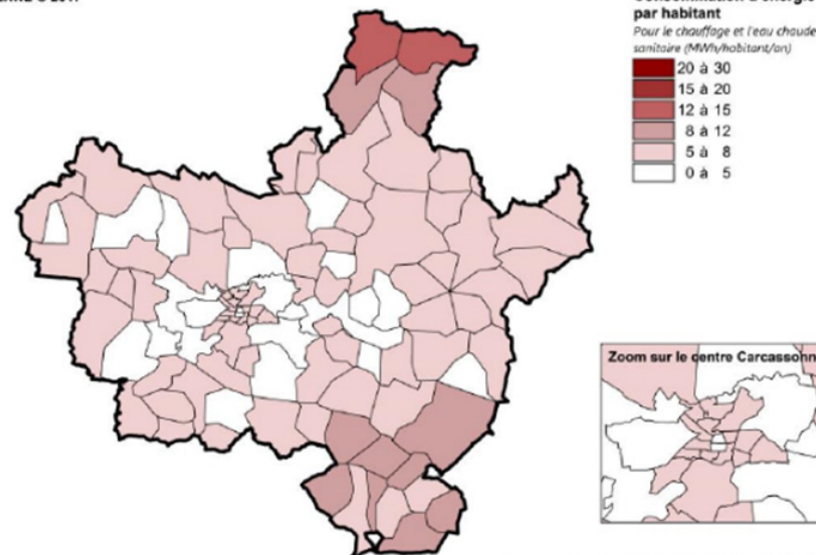 par habitant
Pour le chauffage et l'eau chaude
sanitaire (MWh/habitant/an)
20 à 30
15 à 20
12 à 15
8 à 12
5 à 8
0 à 5
Zoom sur le centre Carcassonn